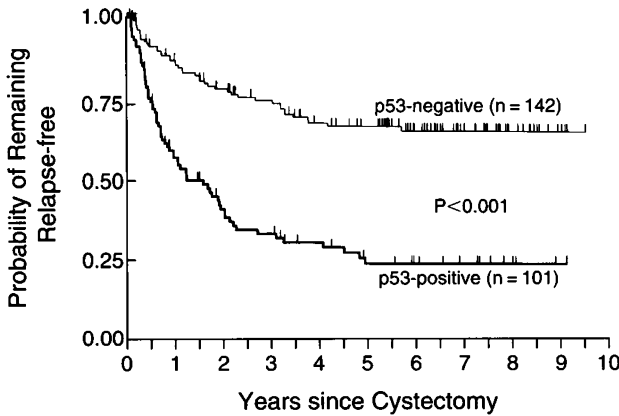 Probability of Remaining
Relapse-free
1.00
0.75
0.50
0.25
0.00
p53-negative (n = 142)
P<0.001
p53-positive (n = 101)
0 1 2 3 4 5 6 7 8 9 10
Years since Cystectomy